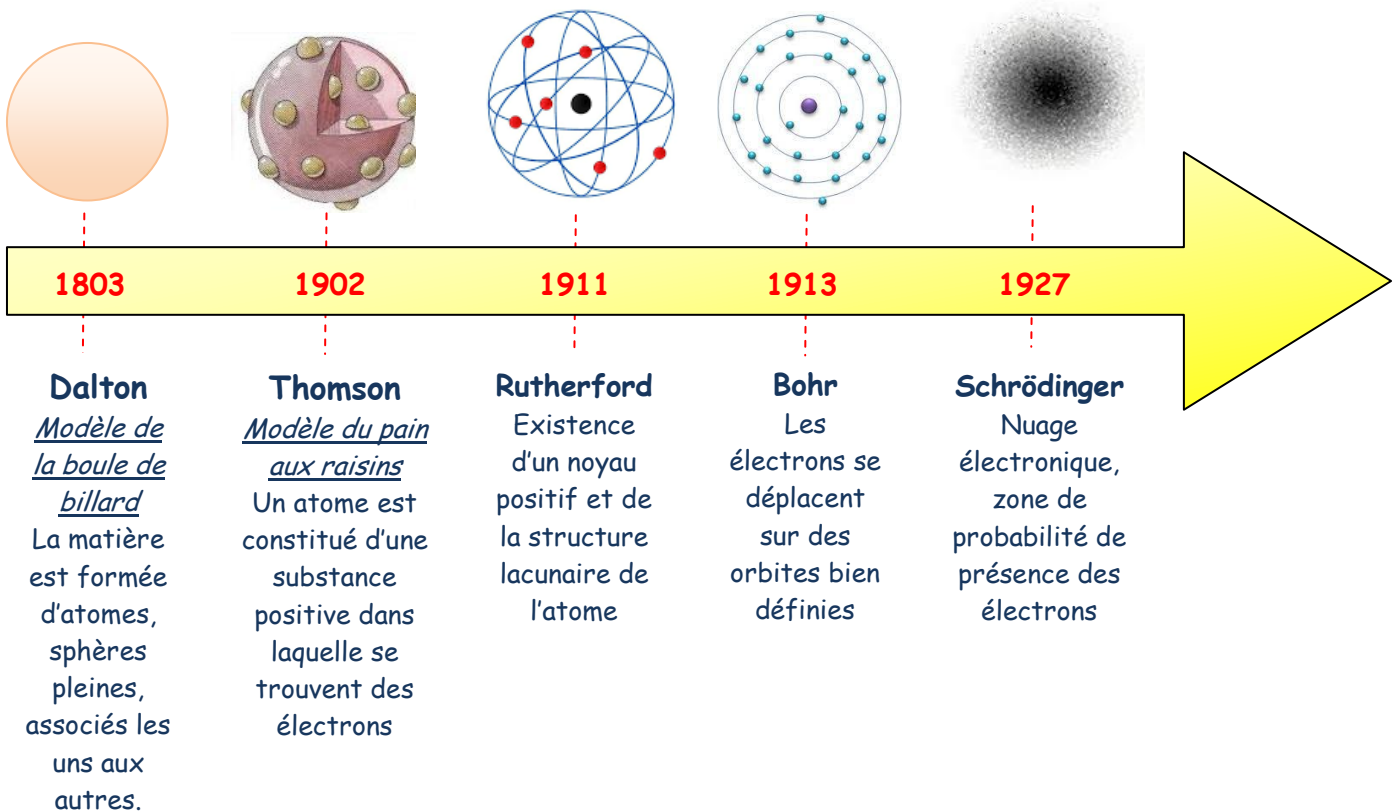 1803
1902
1911
1913
1927
Dalton
Modèle de
la boule de
billard
La matière
est formée
d'atomes,
sphères
pleines,
associés les
uns aux
autres.
Thomson
Modèle du pain
aux raisins
Un atome est
constitué d'une
substance
positive dans
laquelle se
trouvent des
électrons
Rutherford
Existence
d'un noyau
positif et de
la structure
lacunaire de
l'atome
Bohr
Les
électrons se
déplacent
sur des
orbites bien
définies
Schrödinger
Nuage
électronique,
zone de
probabilité de
présence des
électrons